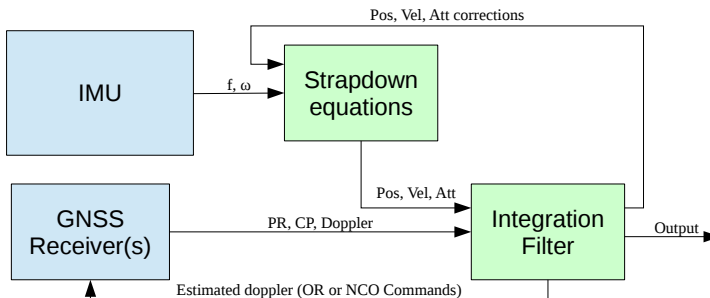 Pos, Vel, Att corrections
IMU
f, ω
Strapdown
equations
Pos, Vel, Att
GNSS
Receiver(s)
PR, CP, Doppler
Integration
Filter
Output
Estimated doppler (OR or NCO Commands)